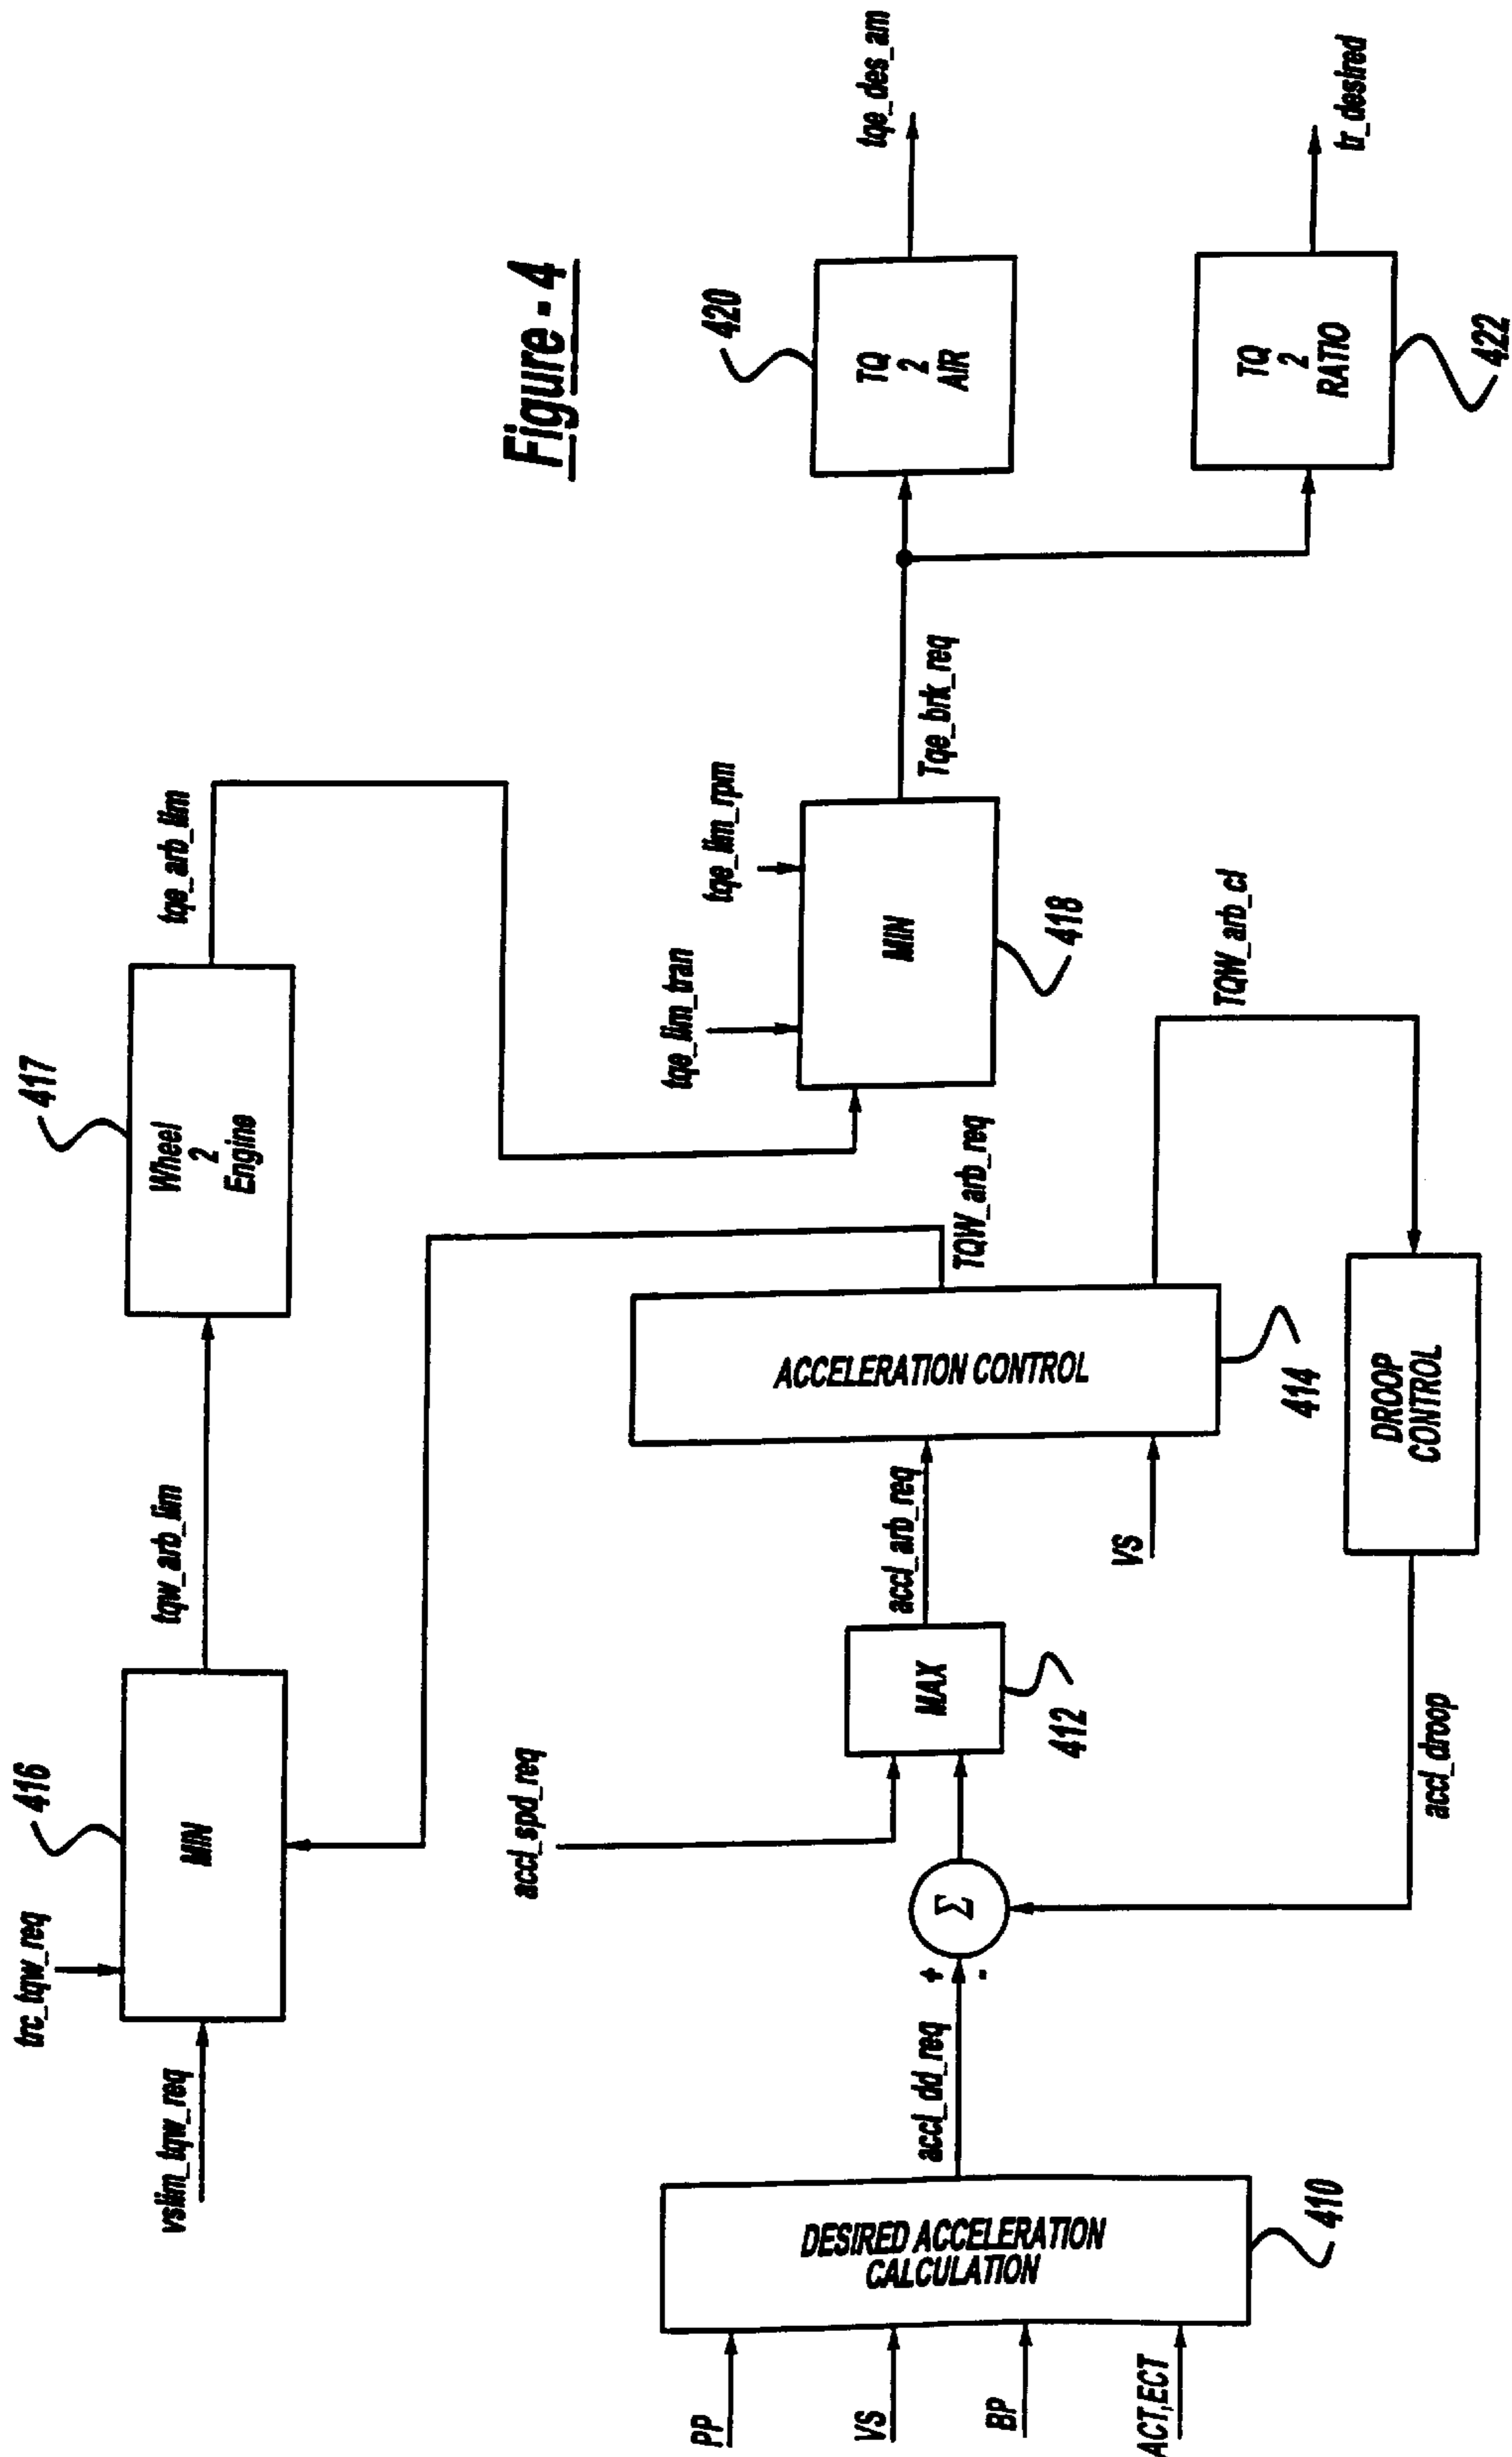 Figure - 4
trc_tqw_req
vslim_tqw_req
416
MIN
tqw_arb_lim
417
Wheel
2
Engine
tqe_arb_lim
accl_spd_req
tqe_lim_tran
tqe_lim_rpm
MIN
418
Tqe_brk_req
420
TQ
2
AIR
tqe_des_am
TQ
2
RATIO
422
tr_desired
PP
VS
BP
ACT,ECT
DESIRED ACCELERATION
CALCULATION
410
accl_dd_req
+
-
Σ
MAX
412
accl_arb_req
VS
ACCELERATION CONTROL
414
TQW_arb_req
TQW_arb_cl
DROOP
CONTROL
accl_droop